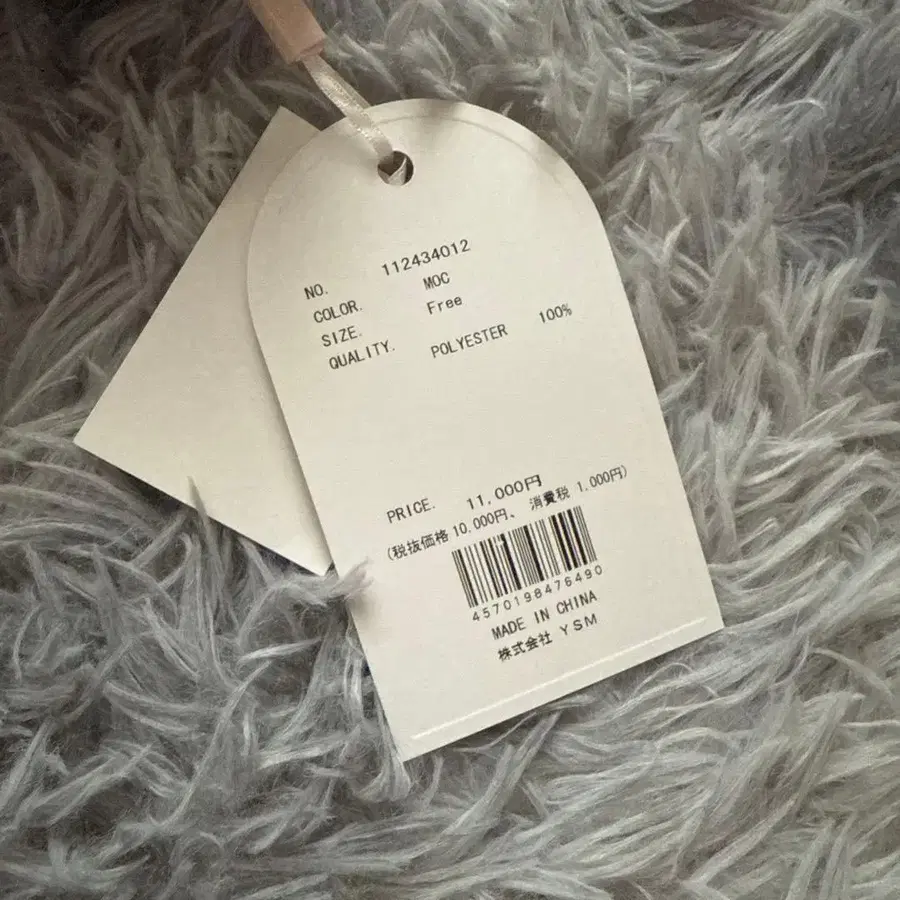 NO. 112434012
COLOR. MOC
SIZE. Free
QUALITY. POLYESTER 100%
PRICE. 11,000円
(税抜価格 10,000円、 消費税 1,000円)
4570198476490
MADE IN CHINA
株式会社 YSM